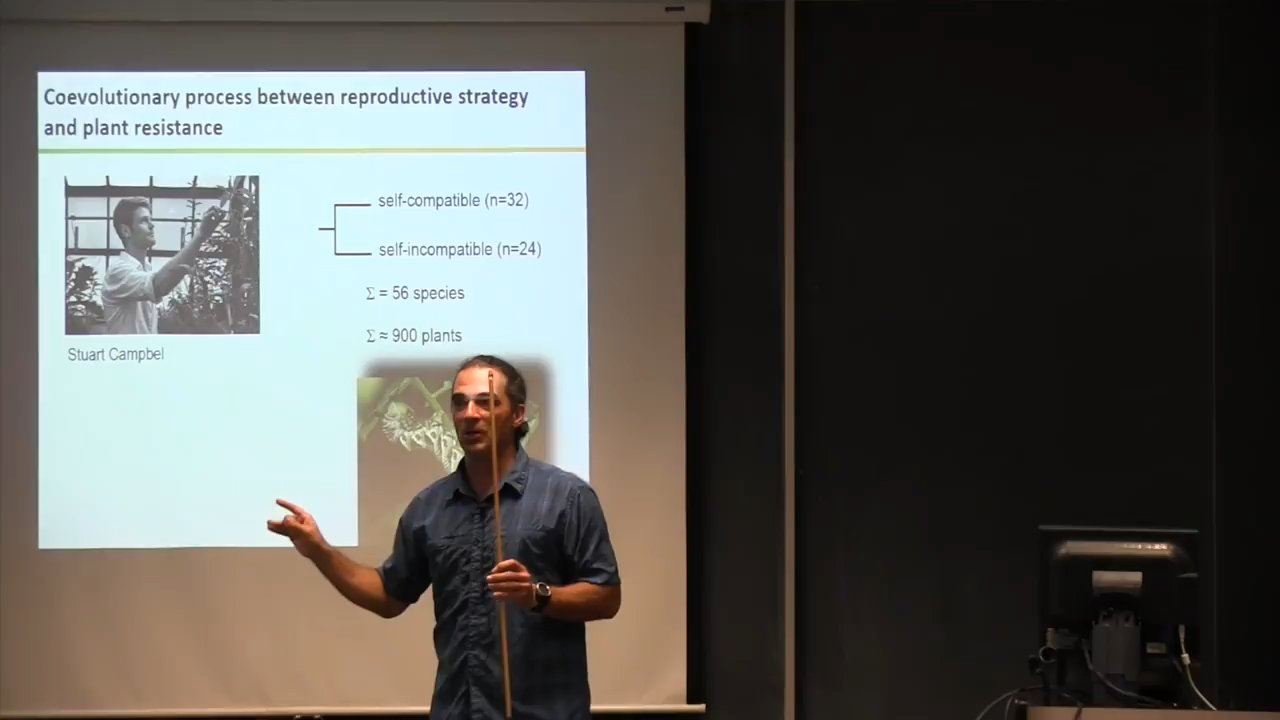 Coevolutionary process between reproductive strategy
and plant resistance
self-compatible (n=32)
self-incompatible (n=24)
Σ = 56 species
Σ ≈ 900 plants
Stuart Campbel